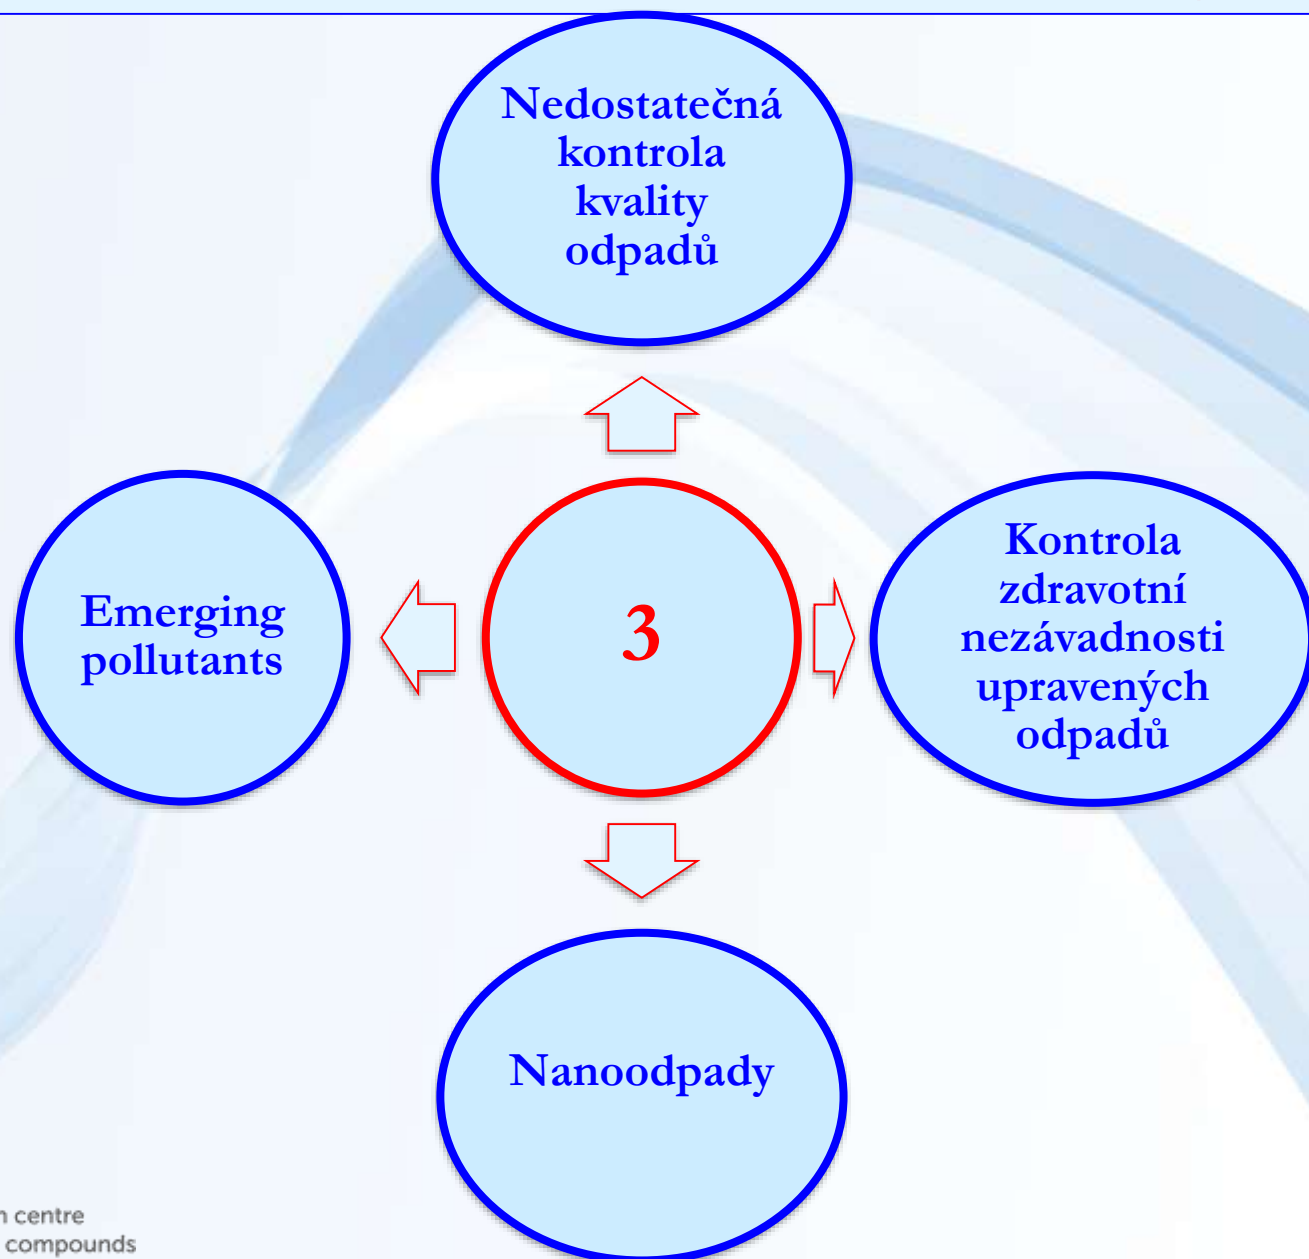 Nedostatečná
kontrola
kvality
odpadů
Emerging
pollutants
3
Kontrola
zdravotní
nezávadnosti
upravených
odpadů
Nanoodpady
centre
compounds